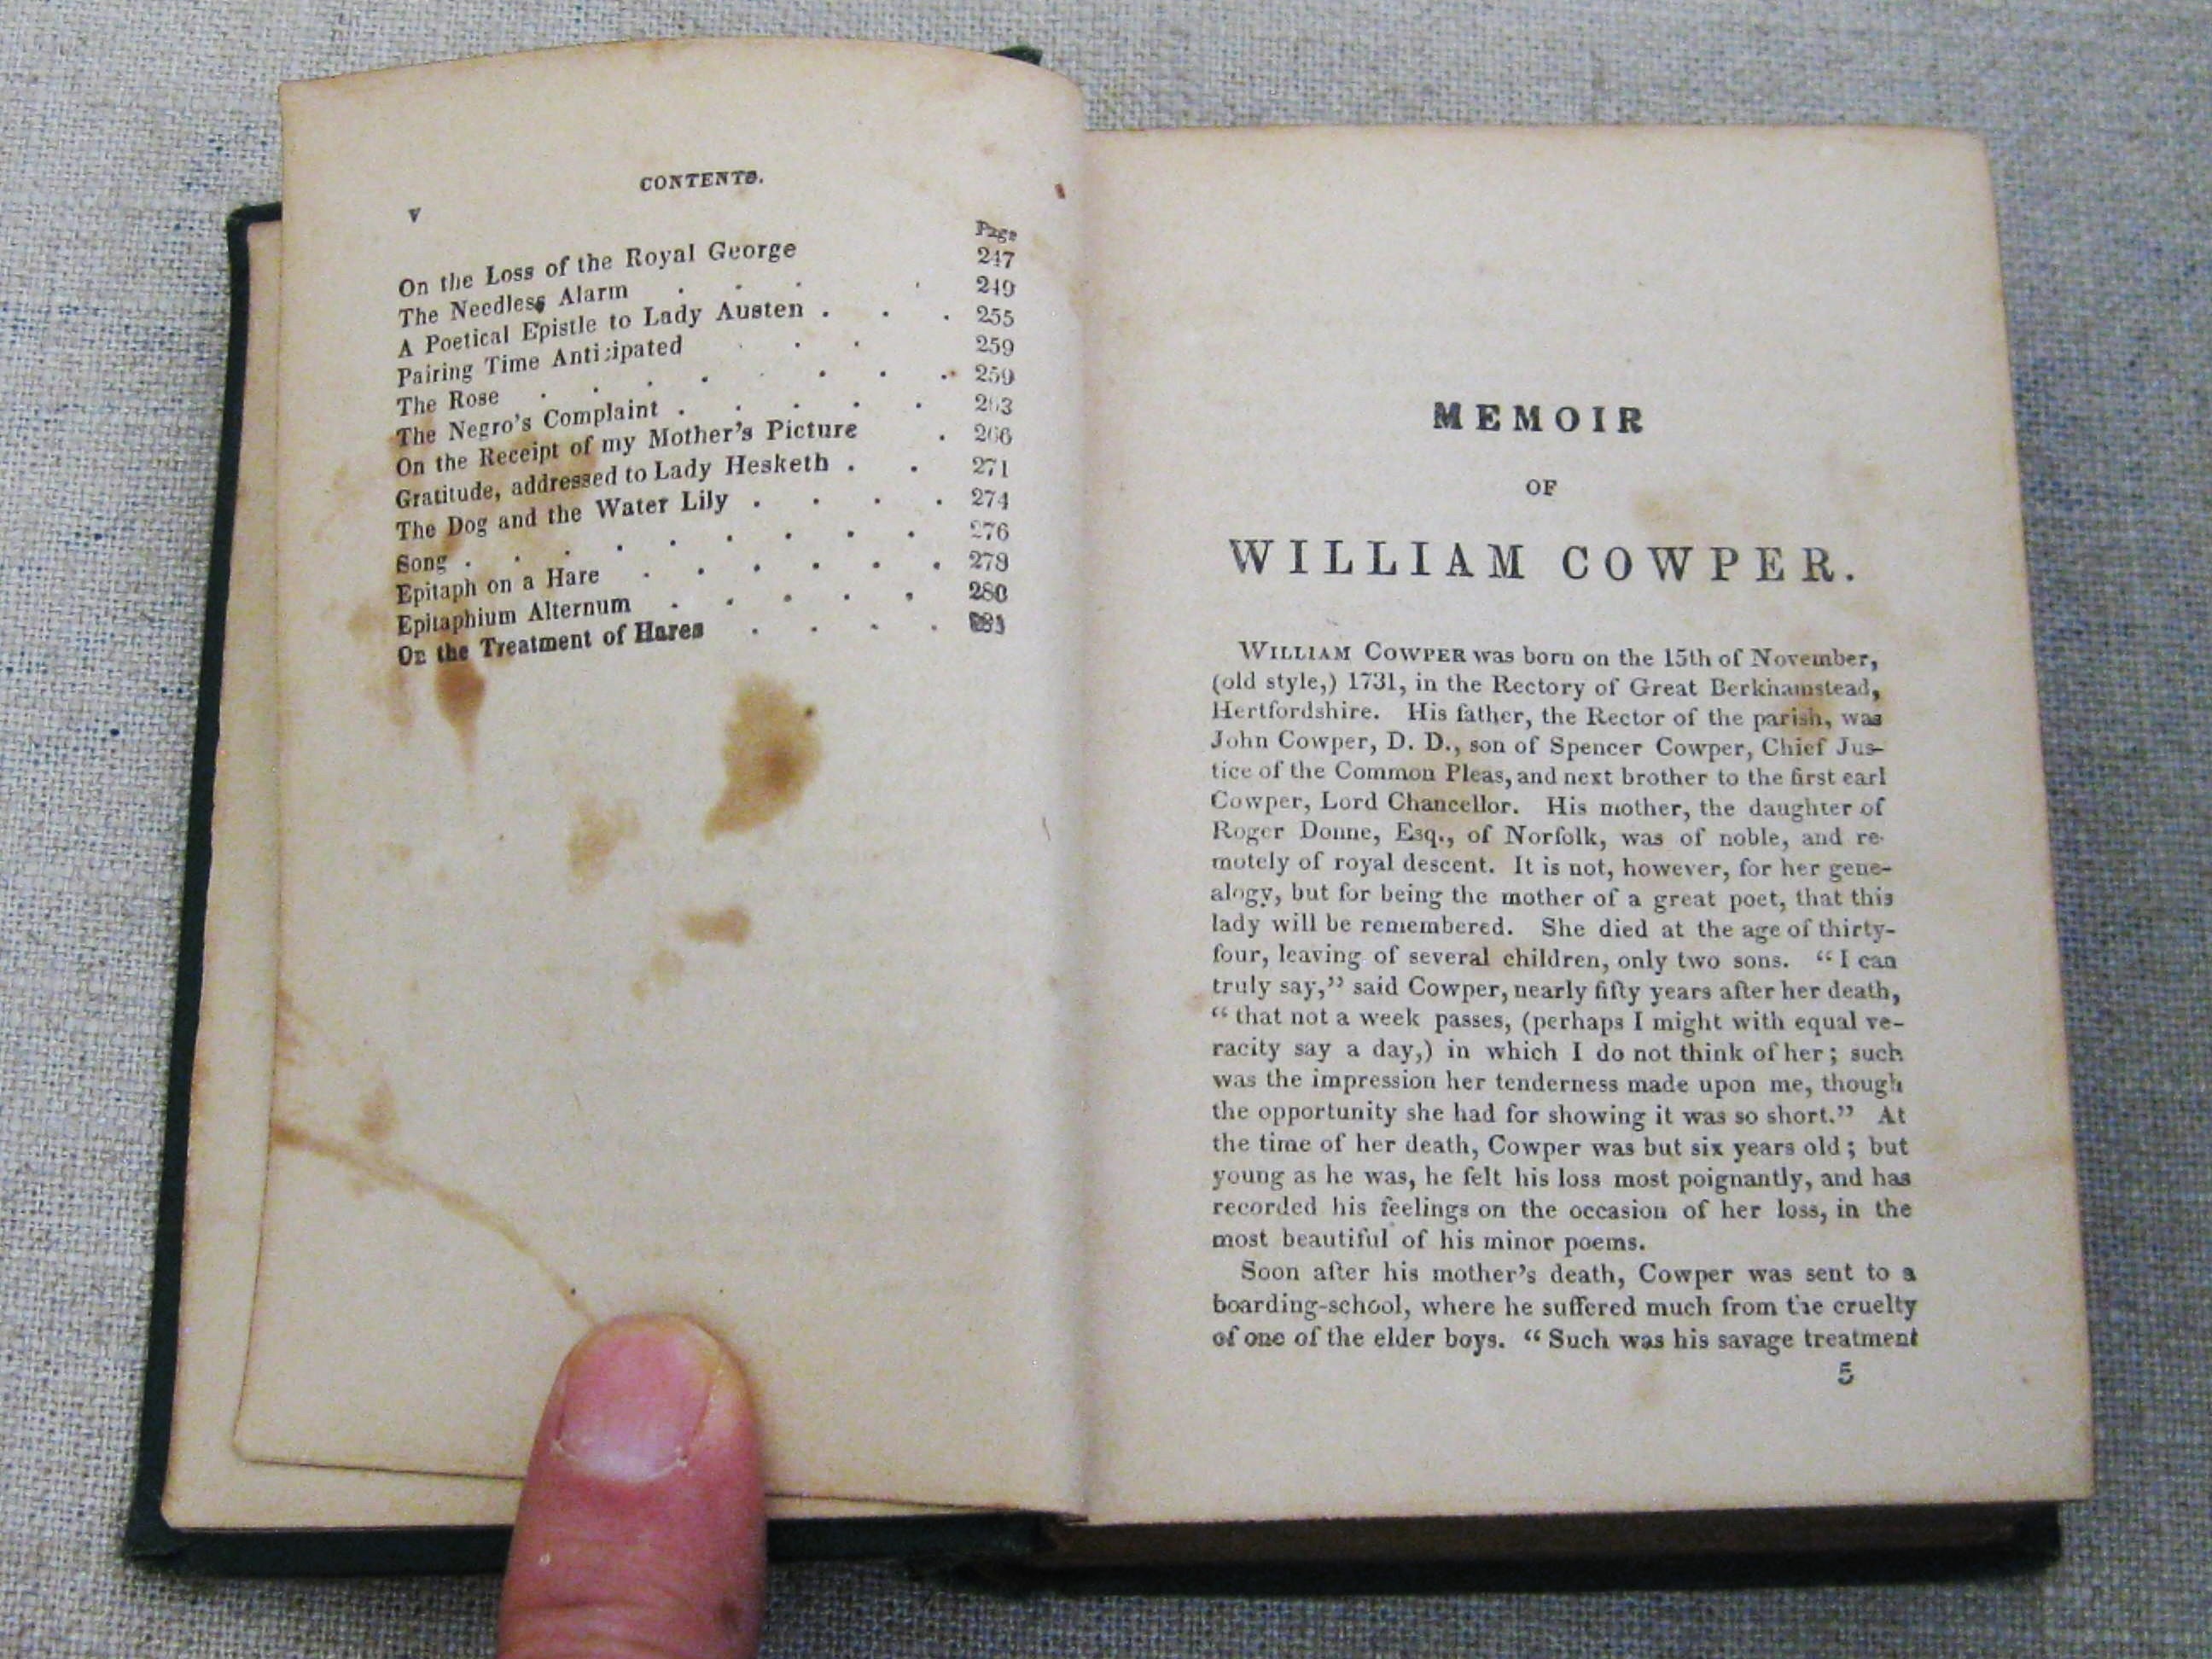 CONTENTS.
v
Page
On the Loss of the Royal George 247
The Needless Alarm . . . . 249
A Poetical Epistle to Lady Austen . . . 255
Pairing Time Anticipated . . . 259
The Rose . . . . . . . . 259
The Negro's Complaint . . . . . 263
On the Receipt of my Mother's Picture . 266
Gratitude, addressed to Lady Hesketh . . 271
The Dog and the Water Lily . . . . 274
Song . . . . . . . . . 276
Epitaph on a Hare . . . . . . 279
Epitaphium Alternum . . . . . 280
On the Treatment of Hares . . . .
MEMOIR
OF
WILLIAM COWPER.
WILLIAM COWPER was born on the 15th of November,
(old style,) 1731, in the Rectory of Great Berkhamstead,
Hertfordshire. His father, the Rector of the parish, was
John Cowper, D. D., son of Spencer Cowper, Chief Jus-
tice of the Common Pleas, and next brother to the first earl
Cowper, Lord Chancellor. His mother, the daughter of
Roger Donne, Esq., of Norfolk, was of noble, and re-
motely of royal descent. It is not, however, for her gene-
alogy, but for being the mother of a great poet, that this
lady will be remembered. She died at the age of thirty-
four, leaving of several children, only two sons. "I can
truly say," said Cowper, nearly fifty years after her death,
"that not a week passes, (perhaps I might with equal ve-
racity say a day,) in which I do not think of her; such
was the impression her tenderness made upon me, though
the opportunity she had for showing it was so short." At
the time of her death, Cowper was but six years old; but
young as he was, he felt his loss most poignantly, and has
recorded his feelings on the occasion of her loss, in the
most beautiful of his minor poems.
Soon after his mother's death, Cowper was sent to a
boarding-school, where he suffered much from the cruelty
of one of the elder boys. "Such was his savage treatment
5